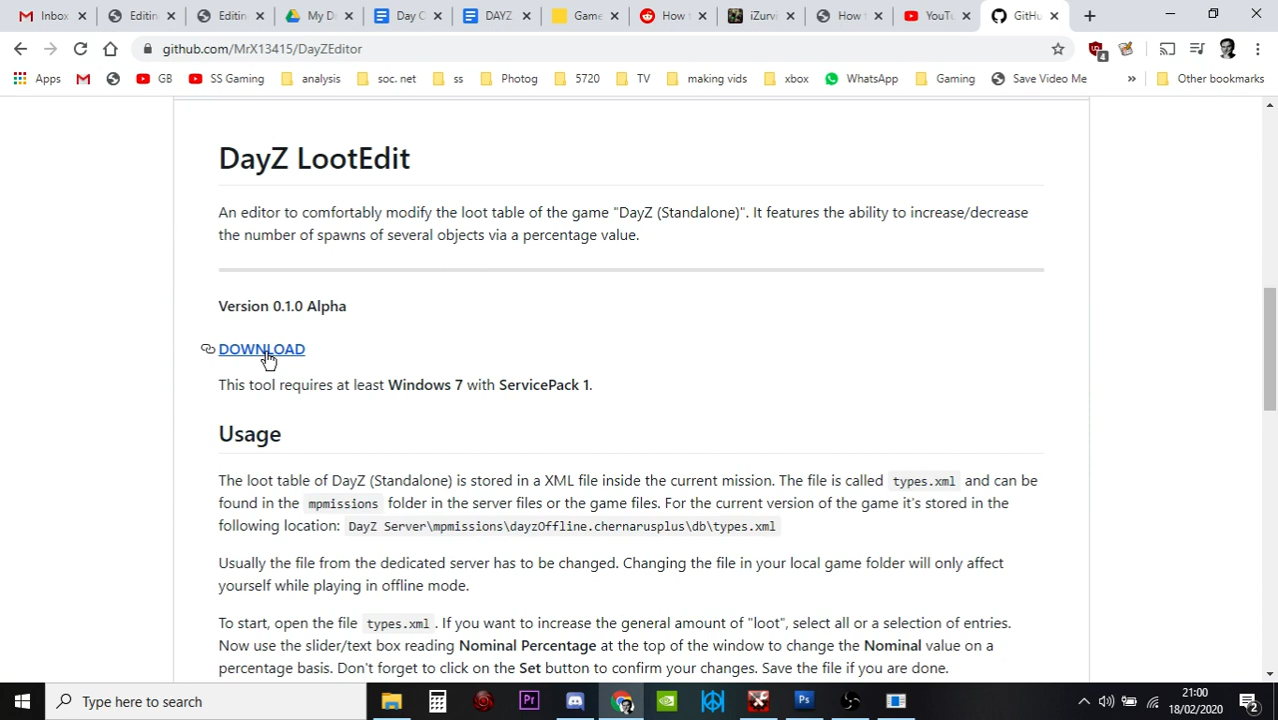 Inbox
Editin
Editin
My D
Day C
DAYZ
Game
How t
iZurvi
How t
YouTu
GitHu
github.com/MrX13415/DayZEditor
4
Apps
GB
SS Gaming
analysis
soc. net
ss
Photog
5720
TV
making vids
xbox
WhatsApp
Gaming
Save Video Me
»
Other bookmarks
DayZ LootEdit
An editor to comfortably modify the loot table of the game "DayZ (Standalone)". It features the ability to increase/decrease
the number of spawns of several objects via a percentage value.
Version 0.1.0 Alpha
DOWNLOAD
This tool requires at least Windows 7 with ServicePack 1.
Usage
The loot table of DayZ (Standalone) is stored in a XML file inside the current mission. The file is called types.xml and can be
found in the mpmissions folder in the server files or the game files. For the current version of the game it's stored in the
following location: DayZ Server\mpmissions\dayzOffline.chernarusplus\db\types.xml
Usually the file from the dedicated server has to be changed. Changing the file in your local game folder will only affect
yourself while playing in offline mode.
To start, open the file types.xml. If you want to increase the general amount of "loot", select all or a selection of entries.
Now use the slider/text box reading Nominal Percentage at the top of the window to change the Nominal value on a
percentage basis. Don't forget to click on the Set button to confirm your changes. Save the file if you are done.
Type here to search
Pr
Ps
21:00
18/02/2020
2